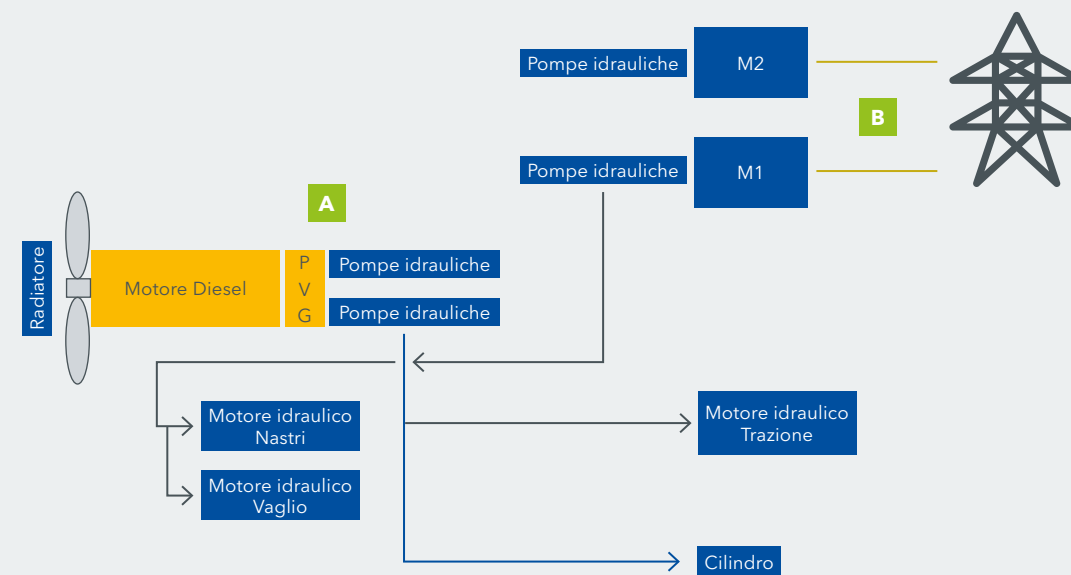 Pompe idrauliche
M2
B
Pompe idrauliche
M1
A
Radiatore
Motore Diesel
P
V
G
Pompe idrauliche
Pompe idrauliche
Motore idraulico
Nastri
Motore idraulico
Trazione
Motore idraulico
Vaglio
Cilindro